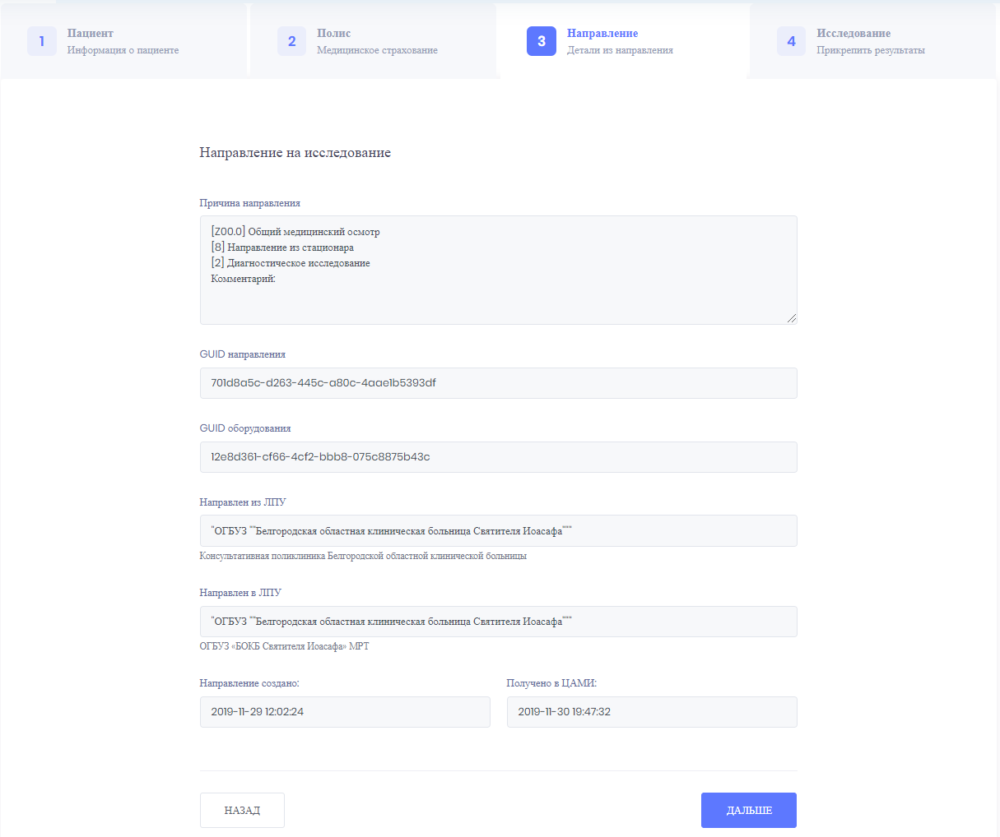 1 Пациент
Информация о пациенте
2 Полис
Медицинское страхование
3 Направление
Детали из направления
4 Исследование
Прикрепить результаты
Направление на исследование
Причина направления
[Z00.0] Общий медицинский осмотр
[8] Направление из стационара
[2] Диагностическое исследование
Комментарий:
GUID направления
701d8a5c-d263-445c-a80c-4aae1b5393df
GUID оборудования
12e8d361-cf66-4cf2-bbb8-075c8875b43c
Направлен из ЛПУ
"ОГБУЗ ""Белгородская областная клиническая больница Святителя Иоасафа"""
Консультативная поликлиника Белгородской областной клинической больницы
Направлен в ЛПУ
"ОГБУЗ ""Белгородская областная клиническая больница Святителя Иоасафа"""
ОГБУЗ «БОКБ Святителя Иоасафа» МРТ
Направление создано: Получено в ЦАМИ:
2019-11-29 12:02:24 2019-11-30 19:47:32
НАЗАД ДАЛЬШЕ